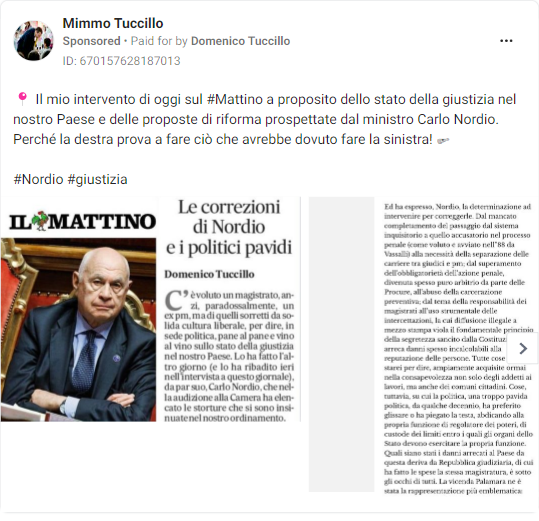 Mimmo Tuccillo
Sponsored • Paid for by Domenico Tuccillo
ID: 670157628187013
Il mio intervento di oggi sul #Mattino a proposito dello stato della giustizia nel
nostro Paese e delle proposte di riforma prospettate dal ministro Carlo Nordio.
Perché la destra prova a fare ciò che avrebbe dovuto fare la sinistra!
#Nordio #giustizia
IL MATTINO
Le correzioni
di Nordio
e i politici pavidi
Domenico Tuccillo
C'è voluto un magistrato, an-
zi, paradossalmente, un
ex pm, ma di quelli sorretti da so-
lida cultura liberale, per dire, in
sede politica, pane al pane e vino
al vino sullo stato della giustizia
nel nostro Paese. Lo ha fatto l'al-
tro giorno (e lo ha ribadito ieri
nell'intervista a questo giornale),
da par suo, Carlo Nordio, che nel-
la audizione alla Camera ha elen-
cato le storture che si sono insi-
nuate nel nostro ordinamento.
Ed ha espresso, Nordio, la determinazione ad
intervenire per correggerle. Dal mancato
completamento del passaggio dal sistema
inquisitorio a quello accusatorio nel processo
penale (come voluto e avviato nell'88 da
Vassalli) alla necessità della separazione delle
carriere tra giudici e pm; dal superamento
dell'obbligatorietà dell'azione penale,
divenuta spesso puro arbitrio da parte delle
Procure, all'abuso della carcerazione
preventiva; dal tema della responsabilità dei
magistrati all'uso strumentale delle
intercettazioni, la cui diffusione illegale a
mezzo stampa viola il fondamentale principio
della segretezza sancito dalla Costituz
arreca danni spesso incalcolabili alla
reputazione delle persone. Tutte cose
starei per dire, ampiamente acquisite ormai
nella consapevolezza non solo degli addetti ai
lavori, ma anche dei comuni cittadini. Cose,
tuttavia, su cui la politica, una troppo pavida
politica, da qualche decennio, ha preferito
glissare o ha piegato la testa, abdicando alla
propria funzione di regolatore dei poteri, di
custode dei limiti entro i quali gli organi dello
Stato devono esercitare la propria funzione.
Quali siano stati i danni arrecati al Paese da
questa deriva da Repubblica giudiziaria, di cui
ha fatto le spese la stessa magistratura, è sotto
gli occhi di tutti. La vicenda Palamara ne è
stata la rappresentazione più emblematica: